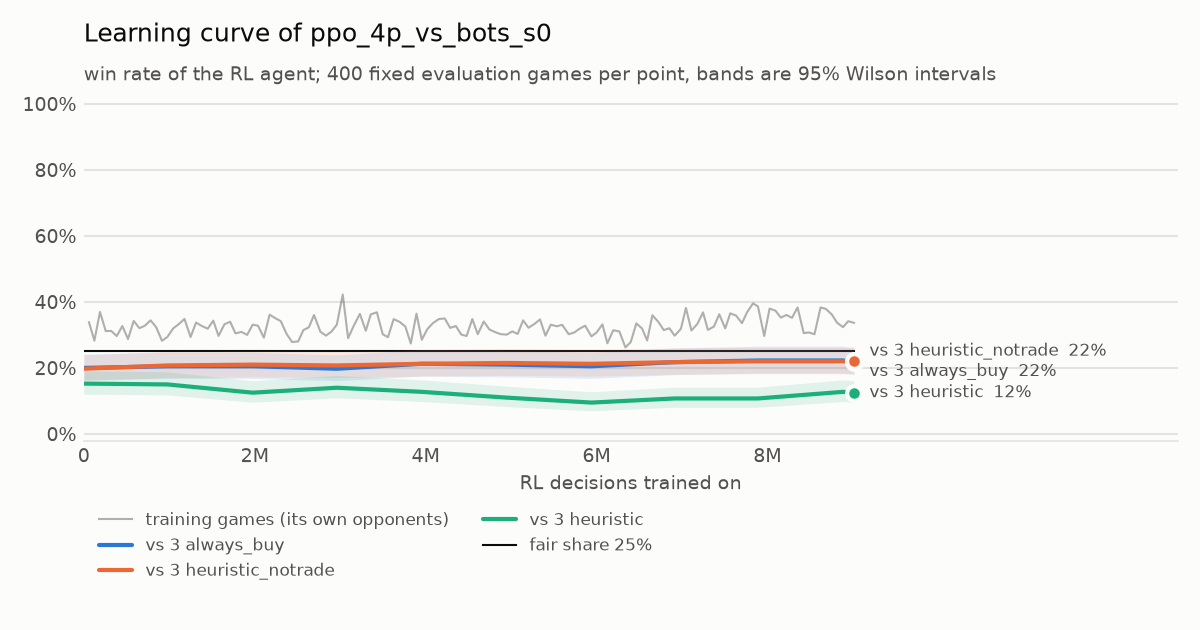 Learning curve of ppo_4p_vs_bots_s0
win rate of the RL agent; 400 fixed evaluation games per point, bands are 95% Wilson intervals
100%
80%
60%
40%
20%
0%
vs 3 heuristic_notrade 22%
vs 3 always_buy 22%
vs 3 heuristic 12%
0 2M 4M 6M 8M
RL decisions trained on
training games (its own opponents)
vs 3 always_buy
vs 3 heuristic_notrade
vs 3 heuristic
fair share 25%